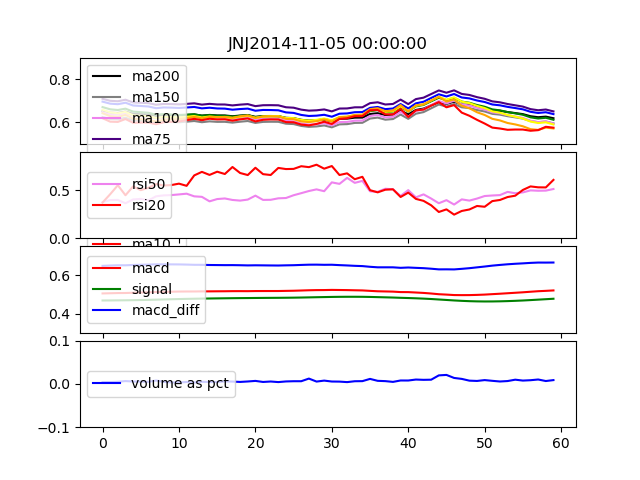 JNJ2014-11-05 00:00:00
0.8
0.6
ma200
ma150
ma100
ma75
0.5
0.0
rsi50
rsi20
ma10
0.6
0.4
macd
signal
macd_diff
0.1
0.0
−0.1
volume as pct
0 10 20 30 40 50 60